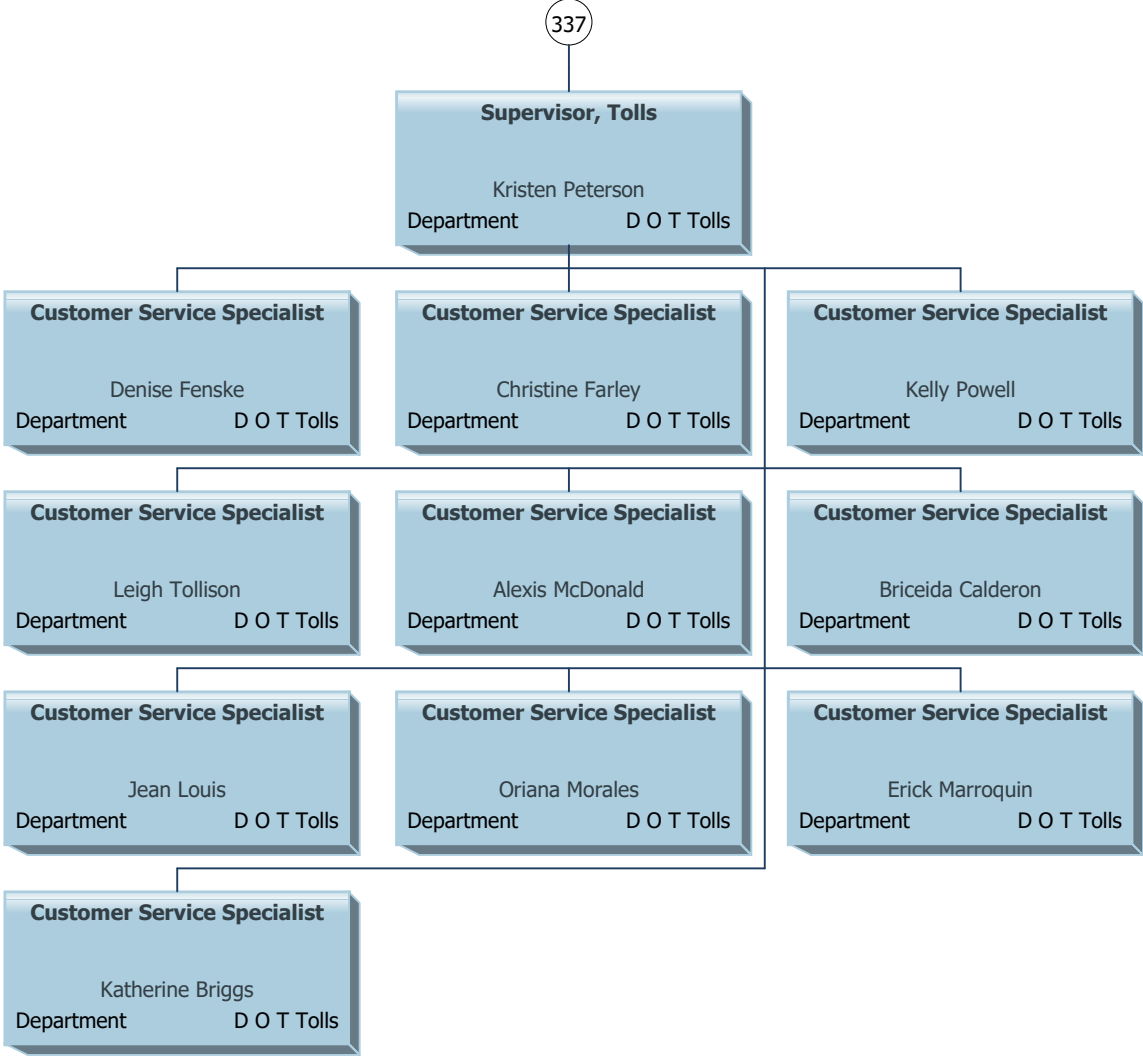 337
Supervisor, Tolls
Kristen Peterson
Department D O T Tolls
Customer Service Specialist
Denise Fenske
Department D O T Tolls
Customer Service Specialist
Christine Farley
Department D O T Tolls
Customer Service Specialist
Kelly Powell
Department D O T Tolls
Customer Service Specialist
Leigh Tollison
Department D O T Tolls
Customer Service Specialist
Alexis McDonald
Department D O T Tolls
Customer Service Specialist
Briceida Calderon
Department D O T Tolls
Customer Service Specialist
Jean Louis
Department D O T Tolls
Customer Service Specialist
Oriana Morales
Department D O T Tolls
Customer Service Specialist
Erick Marroquin
Department D O T Tolls
Customer Service Specialist
Katherine Briggs
Department D O T Tolls